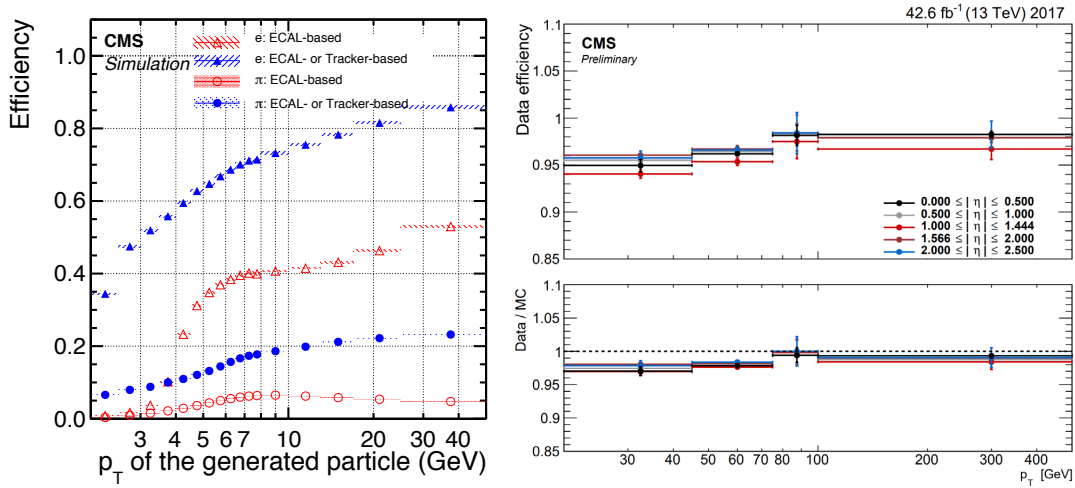 CMS
Simulation
e: ECAL-based
e: ECAL- or Tracker-based
π: ECAL-based
π: ECAL- or Tracker-based
Efficiency
1.0
0.8
0.6
0.4
0.2
0.0
3 4 5 6 7 10 20 30 40
p_T of the generated particle (GeV)
42.6 fb⁻¹ (13 TeV) 2017
CMS
Preliminary
Data efficiency
1.1
1.05
1
0.95
0.9
0.85
0.000 ≤ | η | ≤ 0.500
0.500 ≤ | η | ≤ 1.000
1.000 ≤ | η | ≤ 1.444
1.566 ≤ | η | ≤ 2.000
2.000 ≤ | η | ≤ 2.500
Data / MC
1.1
1.05
1
0.95
0.9
0.85
30 40 50 60 70 80 100 200 300 400
p_T [GeV]